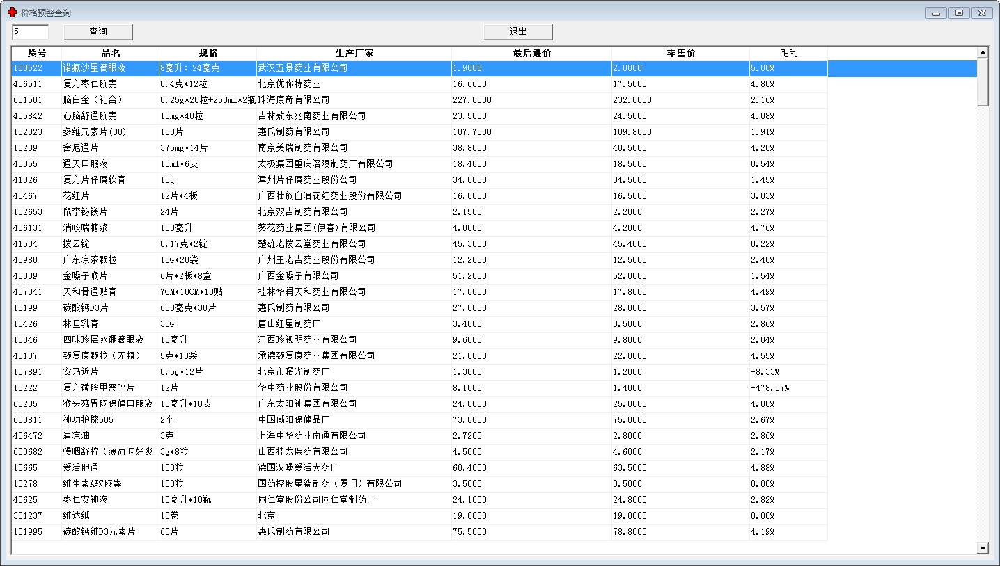 价格预警查询
5 查询 退出
货号 品名 规格 生产厂家 最后进价 零售价 毛利
100522 诺氟沙星滴眼液 8毫升：24毫克 武汉五景药业有限公司 1.9000 2.0000 5.00%
406511 复方枣仁胶囊 0.4克*12粒 北京优你特药业 16.6600 17.5000 4.80%
601501 脑白金（礼合） 0.25g*20粒+250ml*2瓶 珠海康奇有限公司 227.0000 232.0000 2.16%
405842 心脑舒通胶囊 15mg*40粒 吉林敖东兆南药业有限公司 23.5000 24.5000 4.08%
102023 多维元素片(30) 100片 惠氏制药有限公司 107.7000 109.8000 1.91%
10239 舍尼通片 375mg*14片 南京美瑞制药有限公司 38.8000 40.5000 4.20%
40055 通天口服液 10ml*6支 太极集团重庆涪陵制药厂有限公司 18.4000 18.5000 0.54%
41326 复方片仔癀软膏 10g 漳州片仔癀药业股份公司 34.0000 34.5000 1.45%
40467 花红片 12片*4板 广西壮族自治花红药业股份有限公司 16.0000 16.5000 3.03%
102653 鼠李铋镁片 24片 北京双吉制药有限公司 2.1500 2.2000 2.27%
406131 消咳喘糖浆 100毫升 葵花药业集团(伊春)有限公司 4.0000 4.2000 4.76%
41534 拨云锭 0.17克*2锭 楚雄老拨云堂药业有限公司 45.3000 45.4000 0.22%
40980 广东凉茶颗粒 10G*20袋 广州王老吉药业股份有限公司 12.2000 12.5000 2.40%
40009 金嗓子喉片 6片*2板*8盒 广西金嗓子有限公司 51.2000 52.0000 1.54%
407041 天和骨通贴膏 7CM*10CM*10贴 桂林华润天和药业有限公司 17.0000 17.8000 4.49%
10199 碳酸钙D3片 600毫克*30片 惠氏制药有限公司 27.0000 28.0000 3.57%
10426 林旦乳膏 30G 唐山红星制药厂 3.4000 3.5000 2.86%
10046 四味珍层冰硼滴眼液 15毫升 江西珍视明药业有限公司 9.6000 9.8000 2.04%
40137 颈复康颗粒（无糖） 5克*10袋 承德颈复康药业集团有限公司 21.0000 22.0000 4.55%
107891 安乃近片 0.5g*12片 北京市曙光制药厂 1.3000 1.2000 -8.33%
10222 复方磺胺甲恶唑片 12片 华中药业股份有限公司 8.1000 1.4000 -478.57%
60205 猴头菇胃肠保健口服液 10毫升*10支 广东太阳神集团有限公司 24.0000 25.0000 4.00%
600811 神功护膝505 2个 中国咸阳保健品厂 73.0000 75.0000 2.67%
406472 清凉油 3克 上海中华药业南通有限公司 2.7200 2.8000 2.86%
603682 慢咽舒柠（薄荷味好爽 3g*8粒 山西桂龙医药有限公司 4.5000 4.6000 2.17%
10665 爱活胆通 100粒 德国汉堡爱活大药厂 60.4000 63.5000 4.88%
10278 维生素A软胶囊 100粒 国药控股星鲨制药（厦门）有限公司 3.5000 3.5000 0.00%
40625 枣仁安神液 10毫升*10瓶 同仁堂股份公司同仁堂制药厂 24.1000 24.8000 2.82%
301237 维达纸 10卷 北京 19.0000 19.0000 0.00%
101995 碳酸钙维D3元素片 60片 惠氏制药有限公司 75.5000 78.8000 4.19%